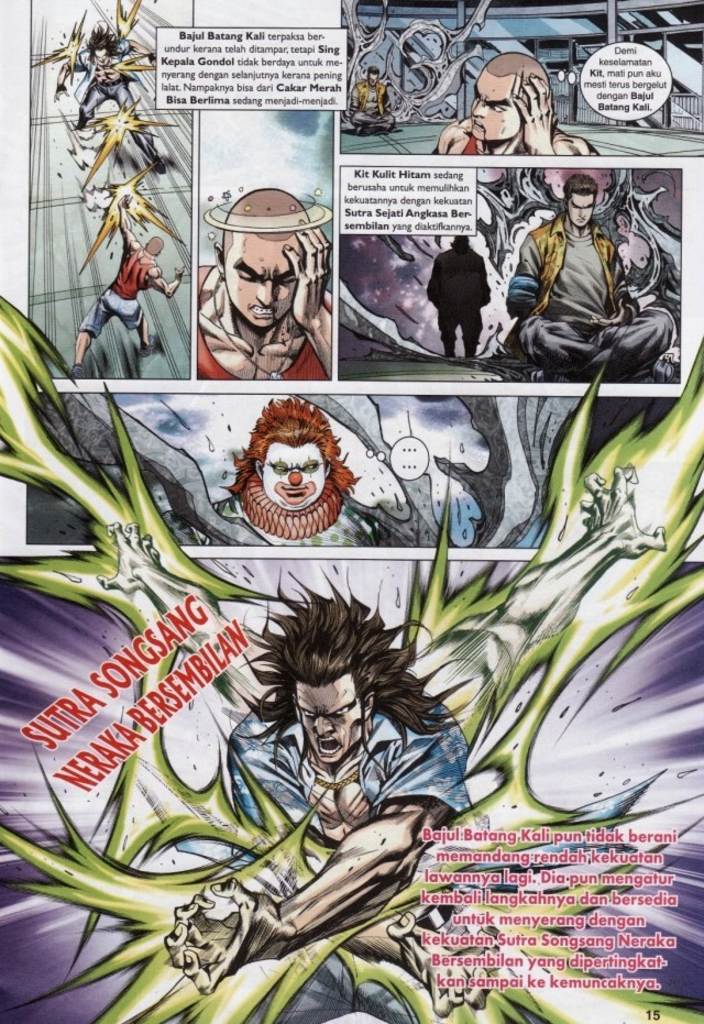 Bajul Batang Kali terpaksa ber-
undur kerana telah ditampar, tetapi Sing
Kepala Gondol tidak berdaya untuk me-
nyerang dengan selanjutnya kerana pening
lalat. Nampaknya bisa dari Cakar Merah
Bisa Berlima sedang menjadi-menjadi.
Demi
keselamatan
Kit, mati pun aku
mesti terus bergelut
dengan Bajul
Batang Kali.
Kit Kulit Hitam sedang
berusaha untuk memulihkan
kekuatannya dengan kekuatan
Sutra Sejati Angkasa Ber-
sembilan yang diaktifkannya.
...
...
SUTRA SONGSANG
NERAKA BERSEMBILAN
Bajul Batang Kali pun tidak berani
memandang rendah kekuatan
lawannya lagi. Dia pun mengatur
kembali langkahnya dan bersedia
untuk menyerang dengan
kekuatan Sutra Songsang Neraka
Bersembilan yang dipertingkat-
kan sampai ke kemuncaknya.
15